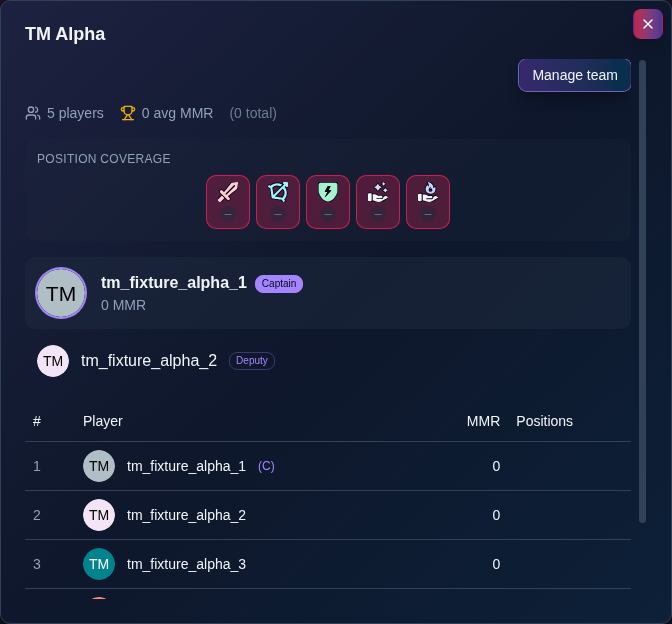 TM Alpha
Manage team
5 players 0 avg MMR (0 total)
POSITION COVERAGE
– – – – –
TM tm_fixture_alpha_1 Captain
0 MMR
TM tm_fixture_alpha_2 Deputy
# Player MMR Positions
1 TM tm_fixture_alpha_1 (C) 0
2 TM tm_fixture_alpha_2 0
3 TM tm_fixture_alpha_3 0